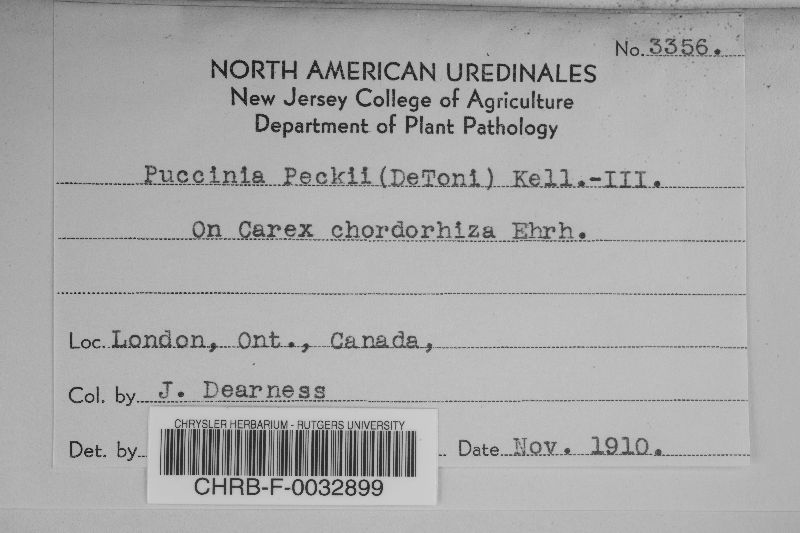 No. 3356.
NORTH AMERICAN UREDINALES
New Jersey College of Agriculture
Department of Plant Pathology
Puccinia Peckii(DeToni) Kell.-III.
On Carex chordorhiza Ehrh.
Loc. London, Ont., Canada,
Col. by J. Dearness
Det. by Date Nov. 1910.
CHRYSLER HERBARIUM - RUTGERS UNIVERSITY
CHRB-F-0032899